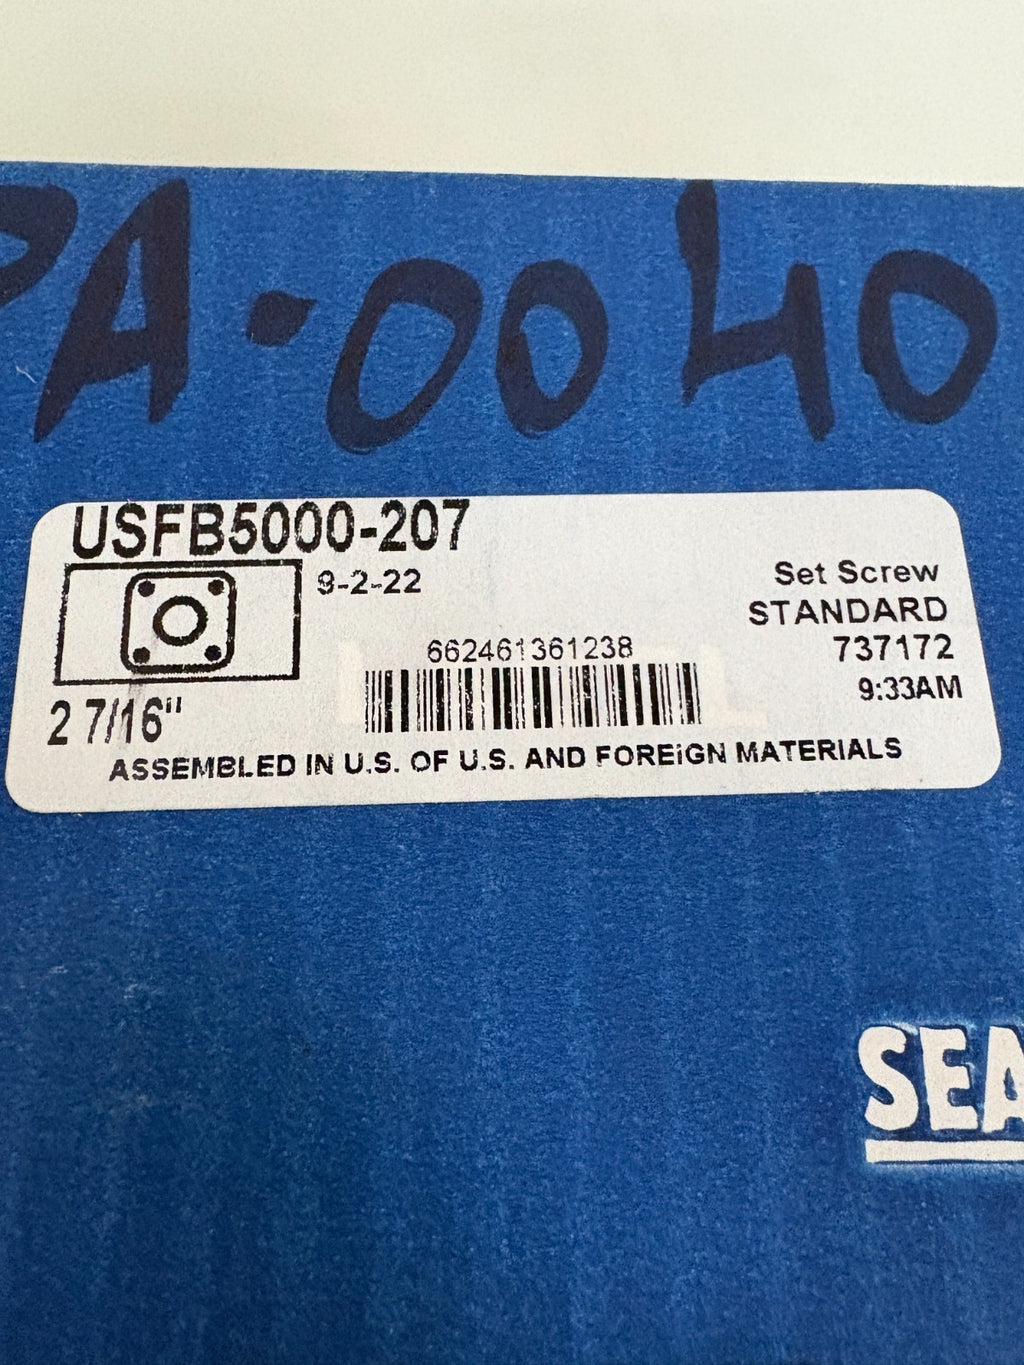 PA-0040
USFB5000-207
9-2-22
Set Screw
STANDARD
662461361238
737172
9:33AM
2 7/16"
ASSEMBLED IN U.S. OF U.S. AND FOREIGN MATERIALS
SEA